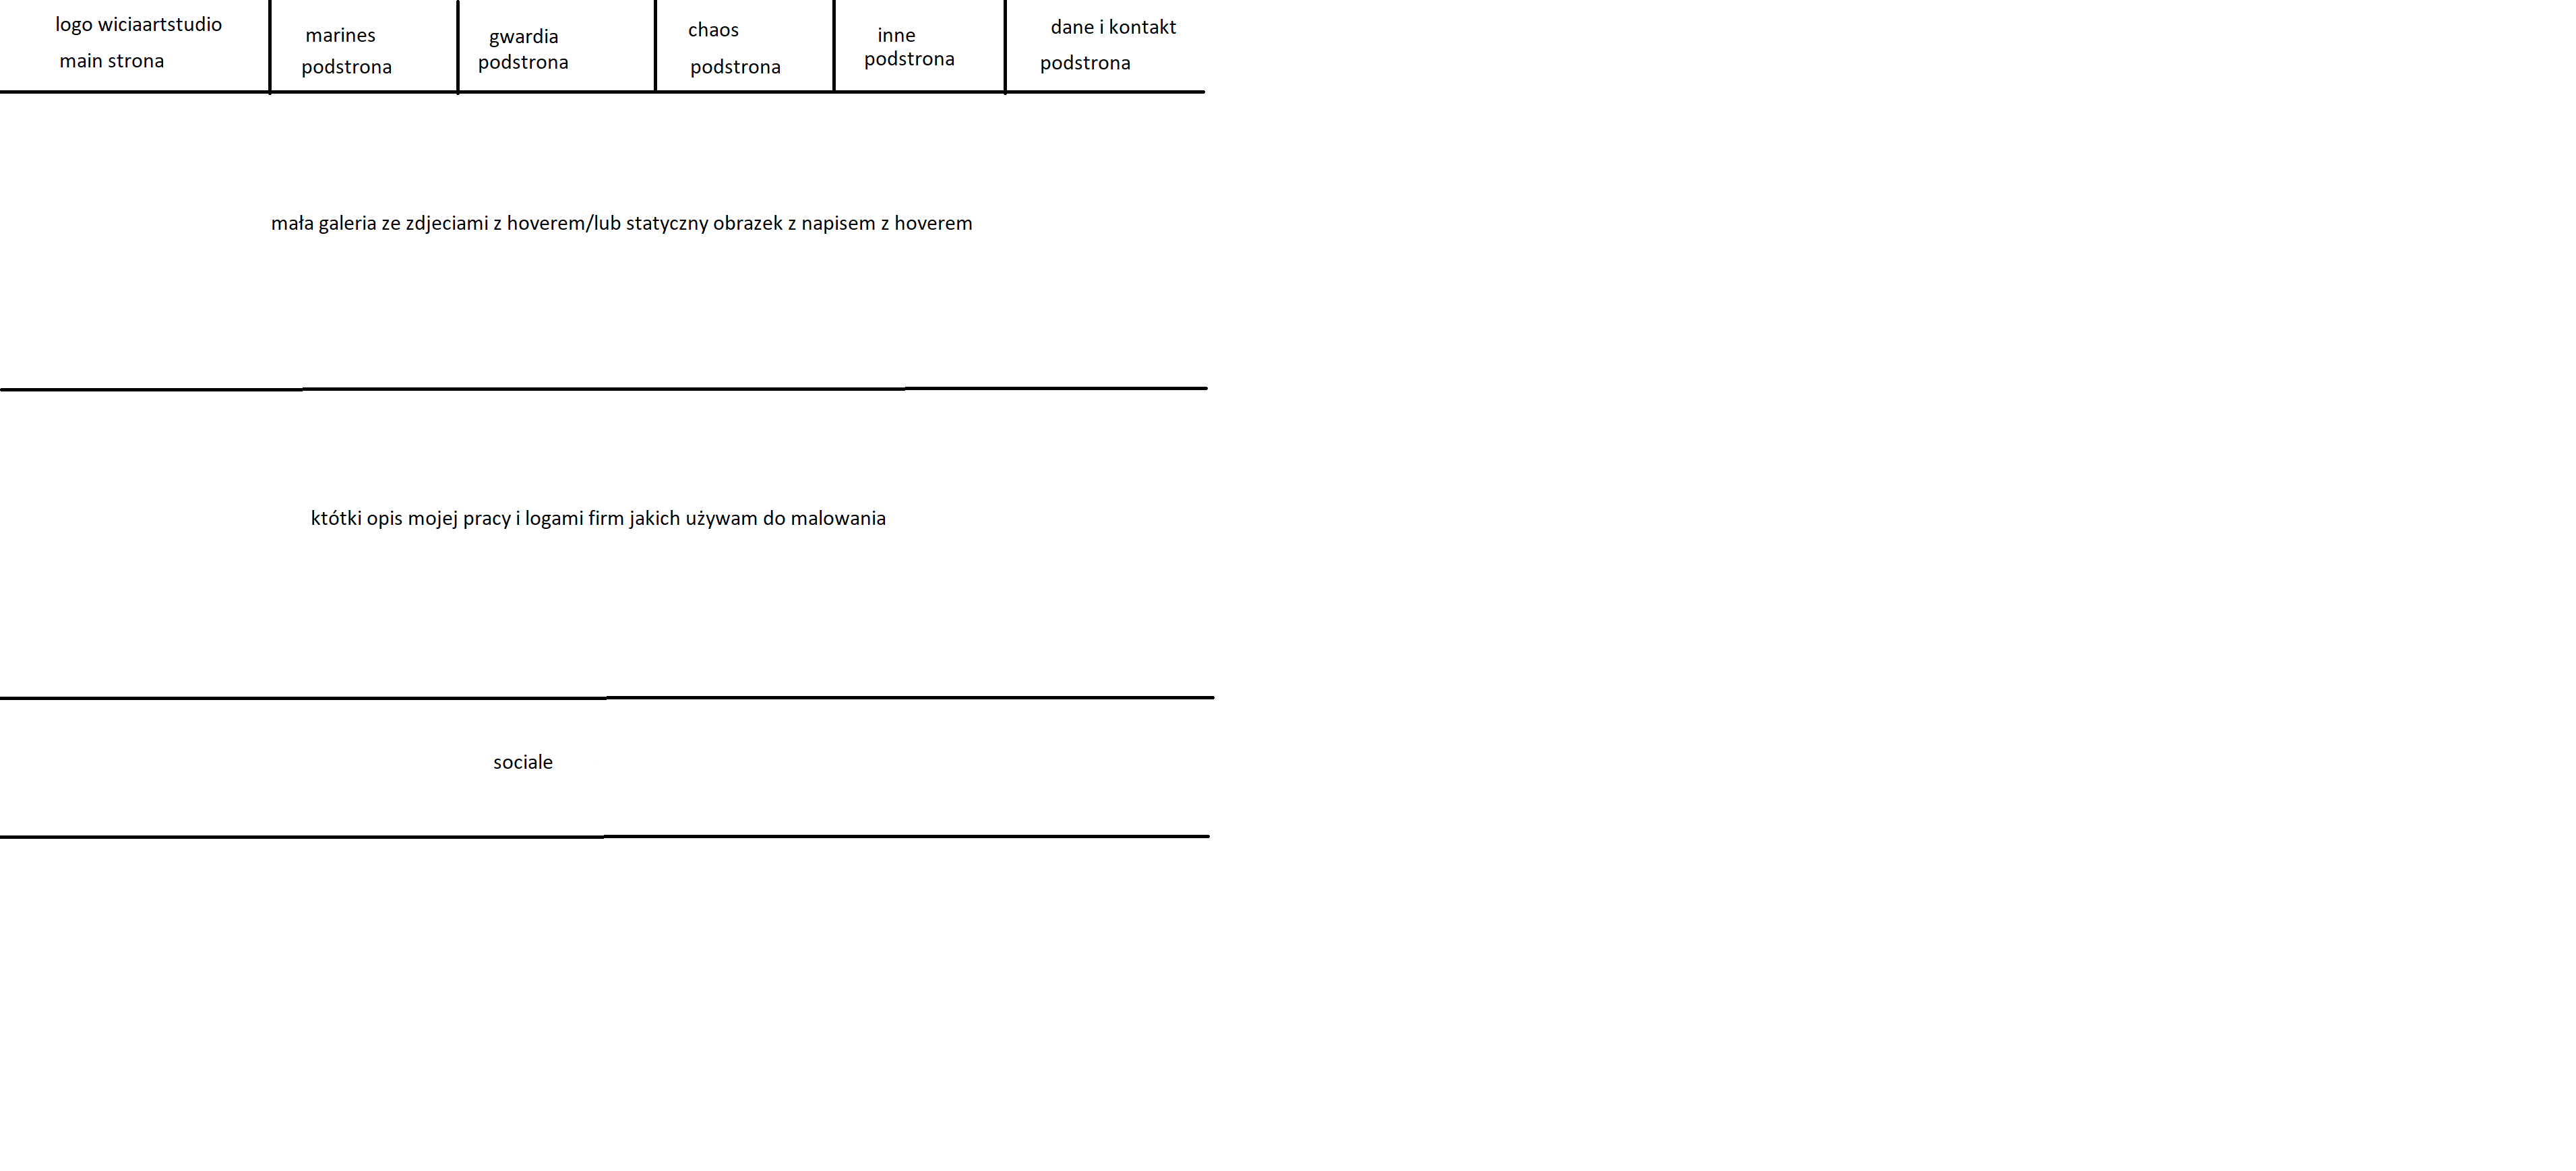 logo wiciaartstudio
main strona
marines
podstrona
gwardia
podstrona
chaos
podstrona
inne
podstrona
dane i kontakt
podstrona
mała galeria ze zdjeciami z hoverem/lub statyczny obrazek z napisem z hoverem
któtki opis mojej pracy i logami firm jakich używam do malowania
sociale